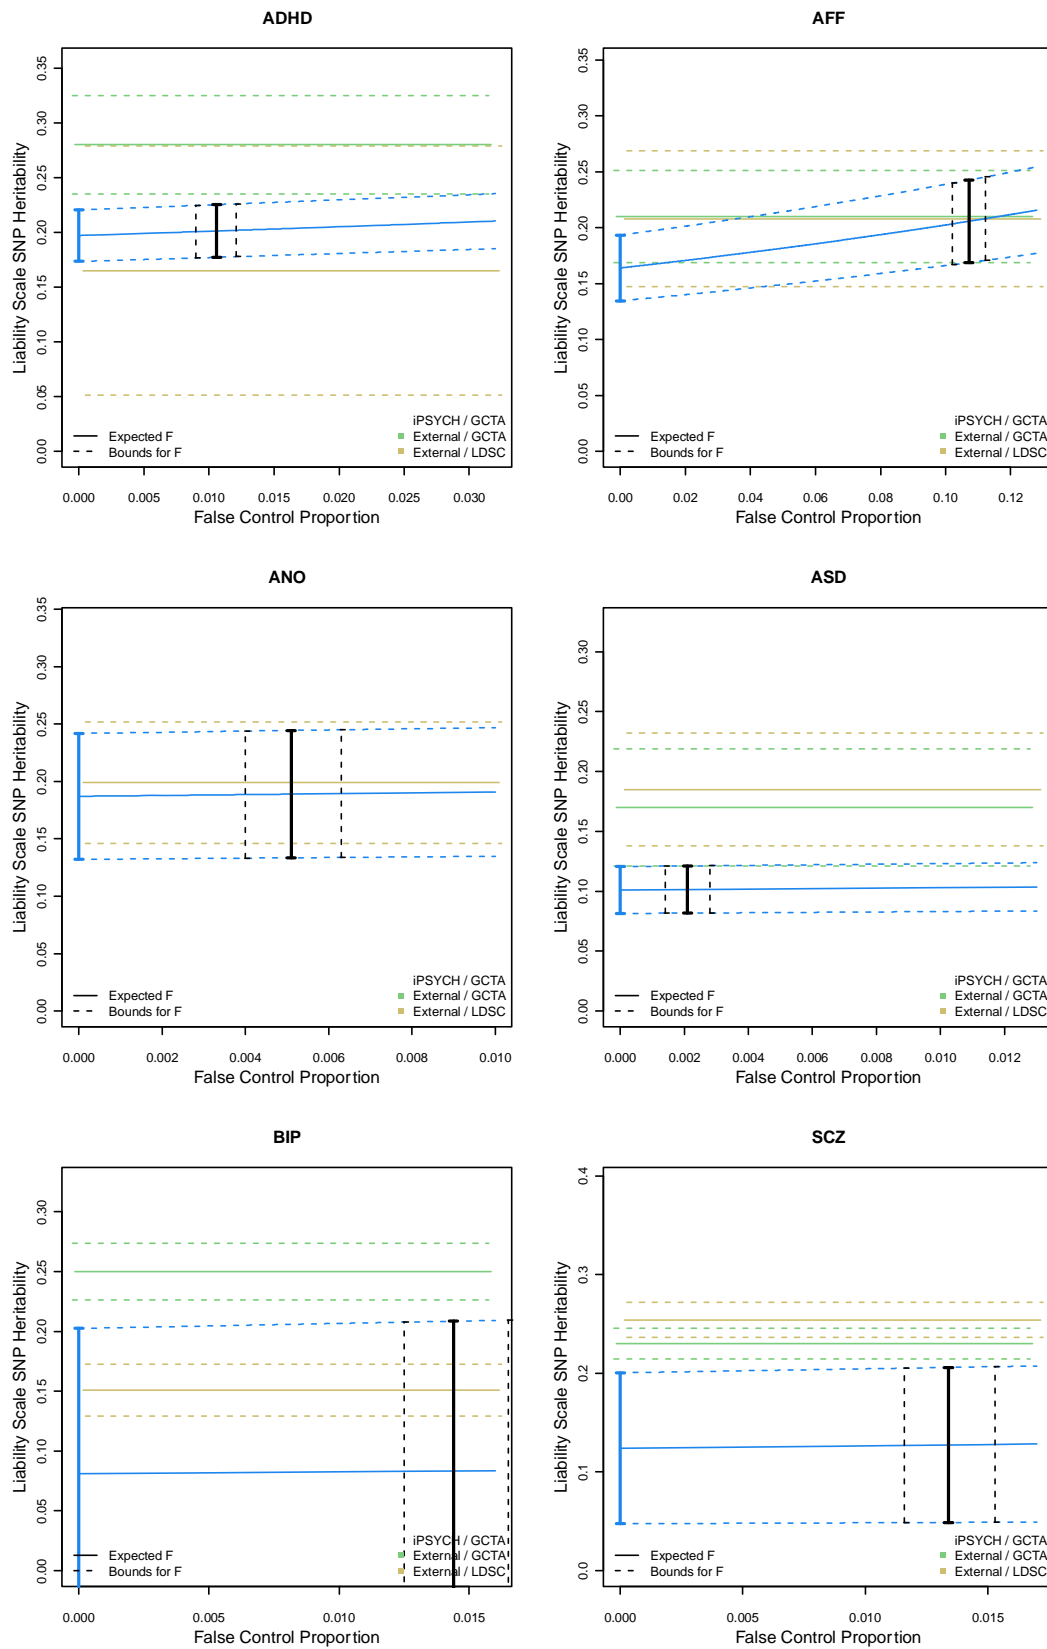 ADHD
Liability Scale SNP Heritability
0.35
0.30
0.25
0.20
0.15
0.10
0.05
0.00
Expected F
Bounds for F
iPSYCH / GCTA
External / GCTA
External / LDSC
0.000 0.005 0.010 0.015 0.020 0.025 0.030
False Control Proportion
AFF
Liability Scale SNP Heritability
0.35
0.30
0.25
0.20
0.15
0.10
0.05
0.00
Expected F
Bounds for F
iPSYCH / GCTA
External / GCTA
External / LDSC
0.00 0.02 0.04 0.06 0.08 0.10 0.12
False Control Proportion
ANO
Liability Scale SNP Heritability
0.35
0.30
0.25
0.20
0.15
0.10
0.05
0.00
Expected F
Bounds for F
iPSYCH / GCTA
External / GCTA
External / LDSC
0.000 0.002 0.004 0.006 0.008 0.010
False Control Proportion
ASD
Liability Scale SNP Heritability
0.30
0.25
0.20
0.15
0.10
0.05
0.00
Expected F
Bounds for F
iPSYCH / GCTA
External / GCTA
External / LDSC
0.000 0.002 0.004 0.006 0.008 0.010 0.012
False Control Proportion
BIP
Liability Scale SNP Heritability
0.30
0.25
0.20
0.15
0.10
0.05
0.00
Expected F
Bounds for F
iPSYCH / GCTA
External / GCTA
External / LDSC
0.000 0.005 0.010 0.015
False Control Proportion
SCZ
Liability Scale SNP Heritability
0.4
0.3
0.2
0.1
0.0
Expected F
Bounds for F
iPSYCH / GCTA
External / GCTA
External / LDSC
0.000 0.005 0.010 0.015
False Control Proportion